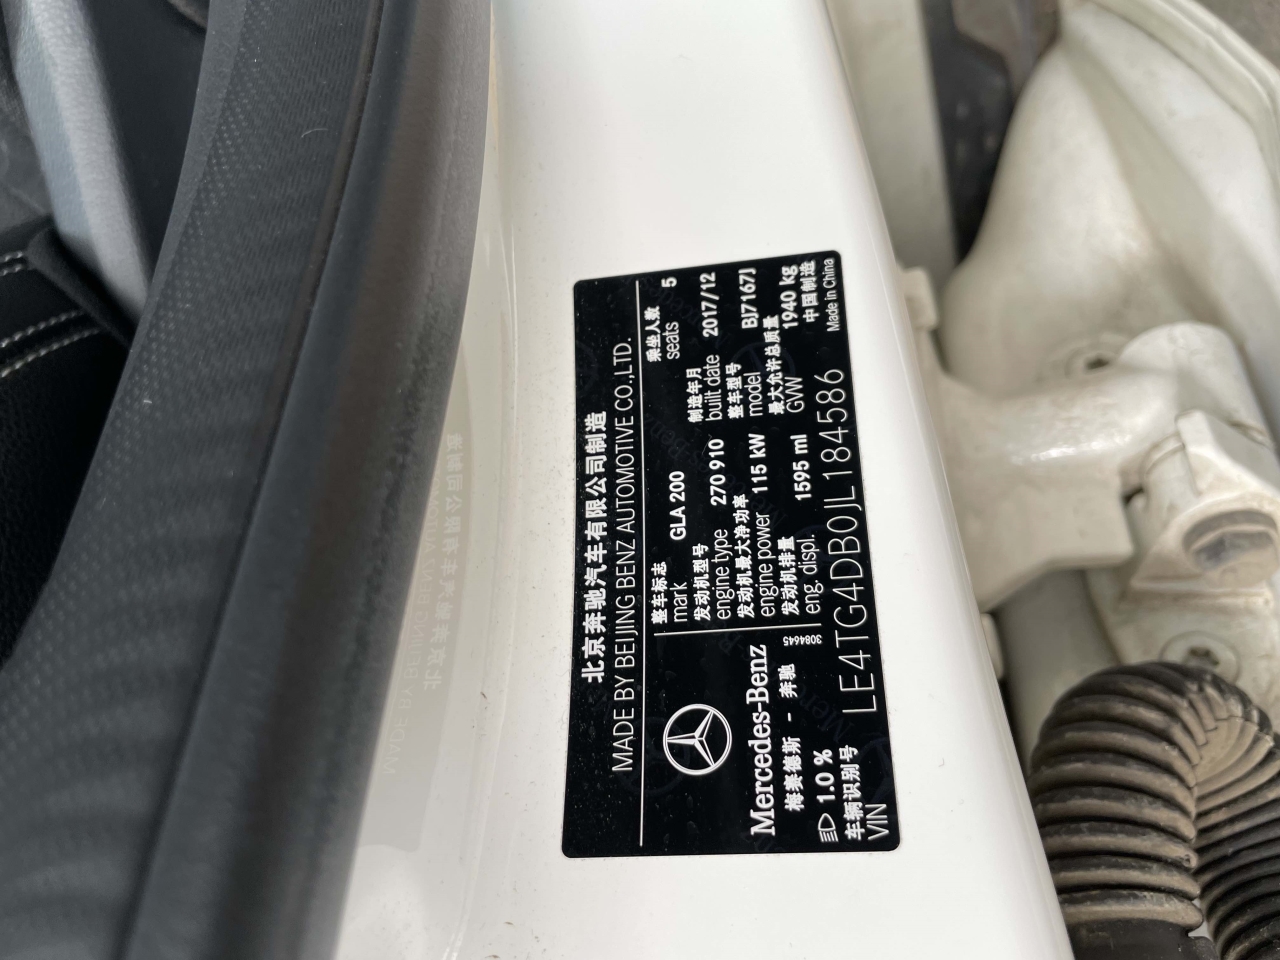 北京奔驰汽车有限公司制造
MADE BY BEIJING BENZ AUTOMOTIVE CO.,LTD.
整车标志 乘坐人数
mark GLA 200 seats 5
发动机型号 制造年月
engine type 270 910 built date 2017/12
发动机最大净功率 整车型号
engine power 115 kW model BJ7167J
发动机排量 最大允许总质量
eng. displ. 1595 ml GVW 1940 kg
Mercedes-Benz
梅赛德斯 - 奔驰
3084645
中国制造
Made in China
1.0 %
车辆识别号
VIN LE4TG4DB0JL184586